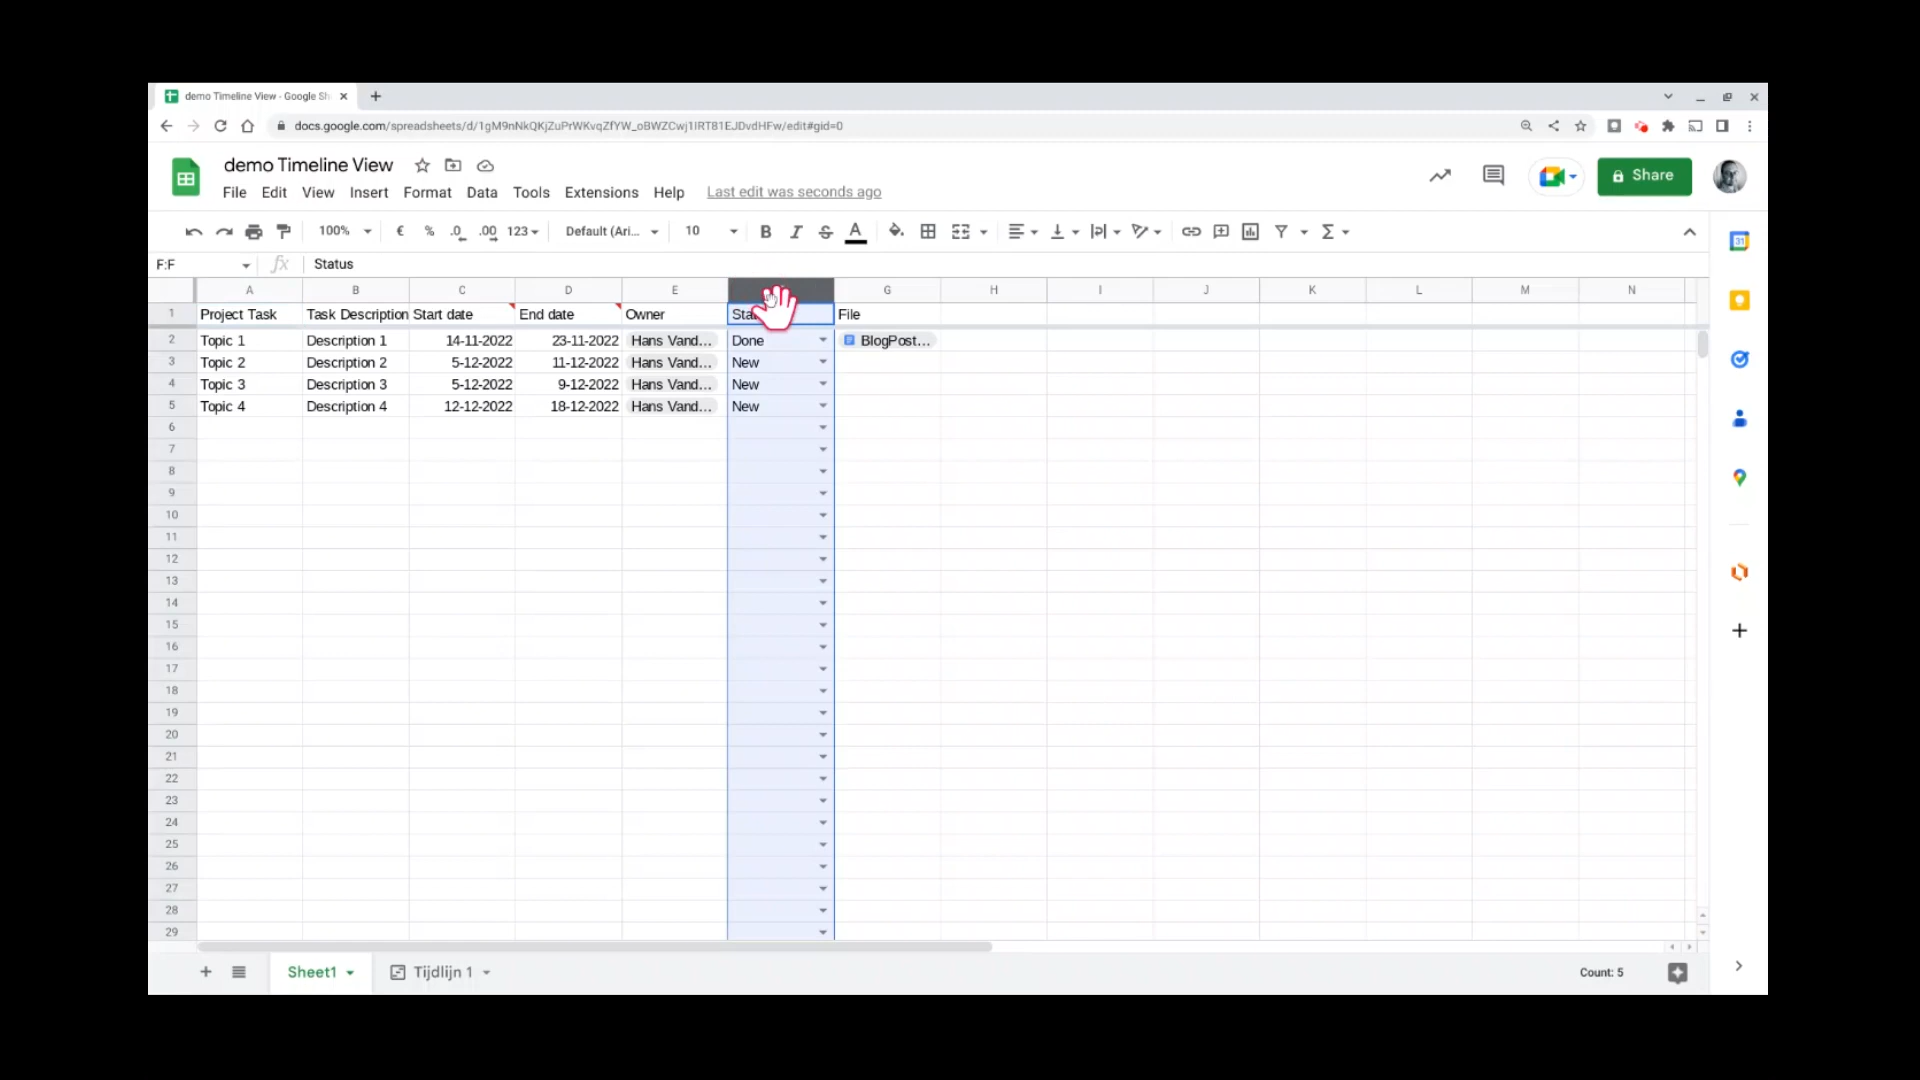 demo Timeline View - Google Sh
docs.google.com/spreadsheets/d/1gM9nNkQKjZuPrWKvqZfYW_oBWZCwj1IRT81EJDvdHFw/edit#gid=0
demo Timeline View
File Edit View Insert Format Data Tools Extensions Help Last edit was seconds ago
Share
100% € % .0 .00 123 Default (Ari... 10 B I S A
F:F fx Status
A B C D E G H I J K L M N
1 Project Task Task Description Start date End date Owner Sta File
2 Topic 1 Description 1 14-11-2022 23-11-2022 Hans Vand... Done BlogPost...
3 Topic 2 Description 2 5-12-2022 11-12-2022 Hans Vand... New
4 Topic 3 Description 3 5-12-2022 9-12-2022 Hans Vand... New
5 Topic 4 Description 4 12-12-2022 18-12-2022 Hans Vand... New
6
7
8
9
10
11
12
13
14
15
16
17
18
19
20
21
22
23
24
25
26
27
28
29
Sheet1 Tijdlijn 1 Count: 5
31